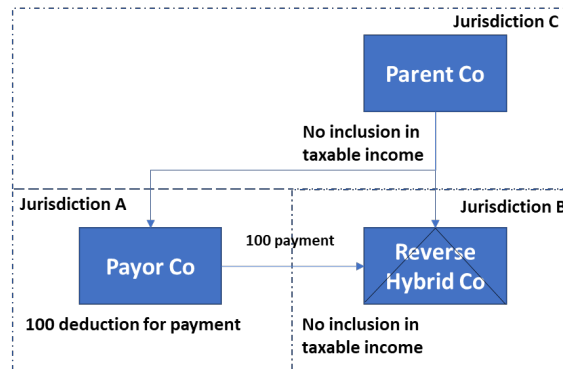 Jurisdiction C
Parent Co
No inclusion in
taxable income
Jurisdiction A
Jurisdiction B
100 payment
Payor Co
Reverse
Hybrid Co
100 deduction for payment
No inclusion in
taxable income